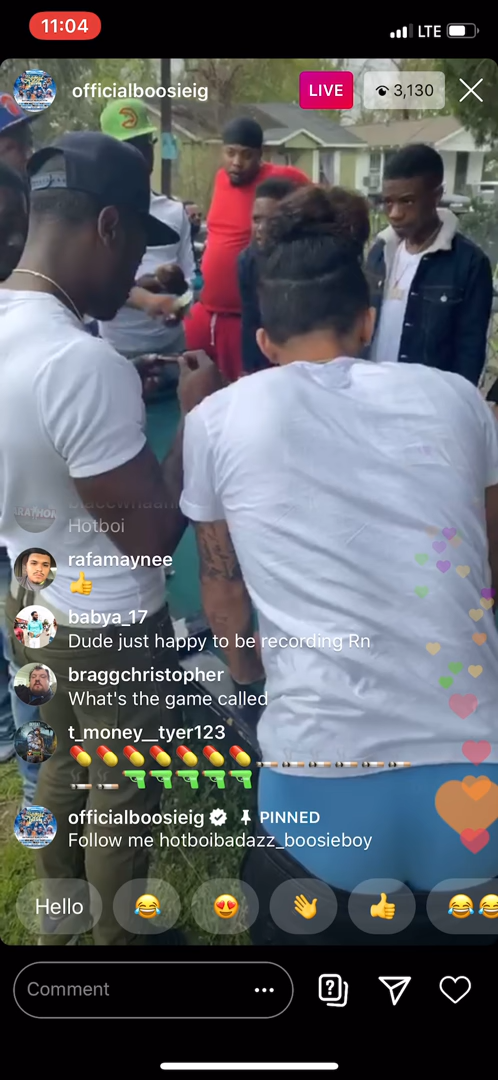 11:04
LTE
officialboosieig
LIVE
3,130
Hotboi
rafamaynee
👍
babya_17
Dude just happy to be recording Rn
braggchristopher
What's the game called
t_money__tyer123
💊💊💊💊💊💊🚬🚬🚬🚬🚬🚬
🚬🚬🔫🔫🔫🔫🔫
officialboosieig PINNED
Follow me hotboibadazz_boosieboy
Hello 😂 😍 👋 👍 😂😂
Comment